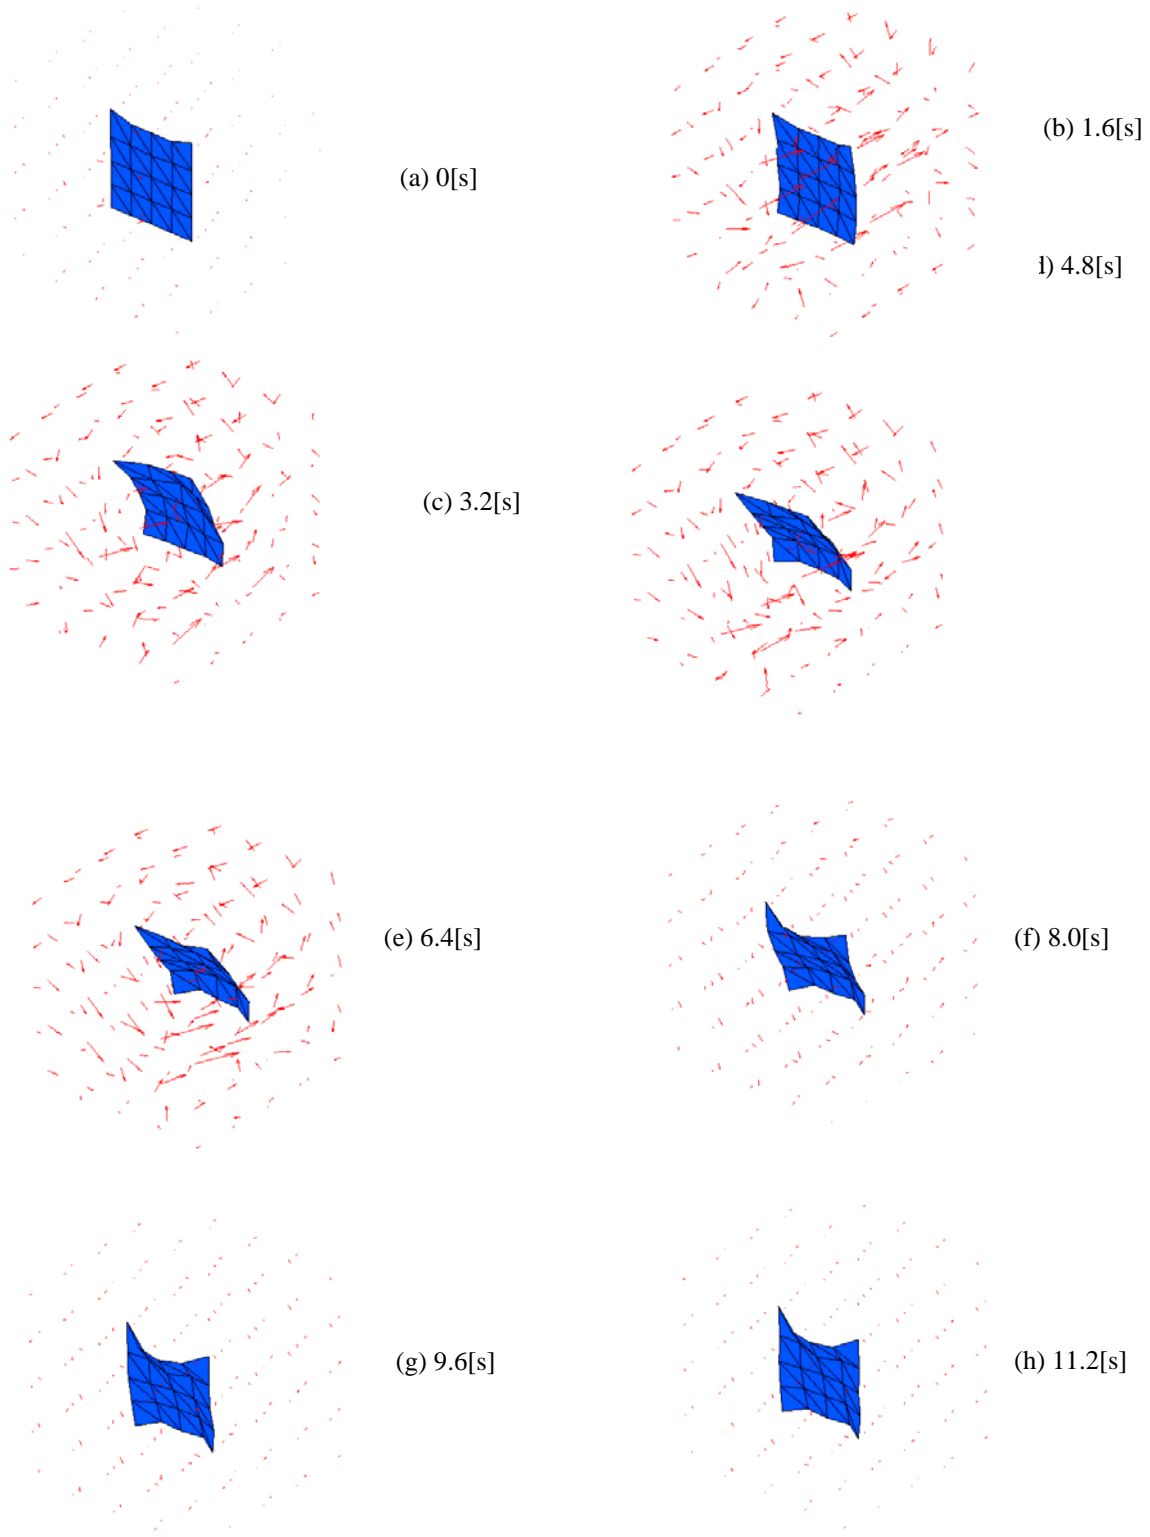 (a) 0[s]
(b) 1.6[s]
d) 4.8[s]
(c) 3.2[s]
(e) 6.4[s]
(f) 8.0[s]
(g) 9.6[s]
(h) 11.2[s]